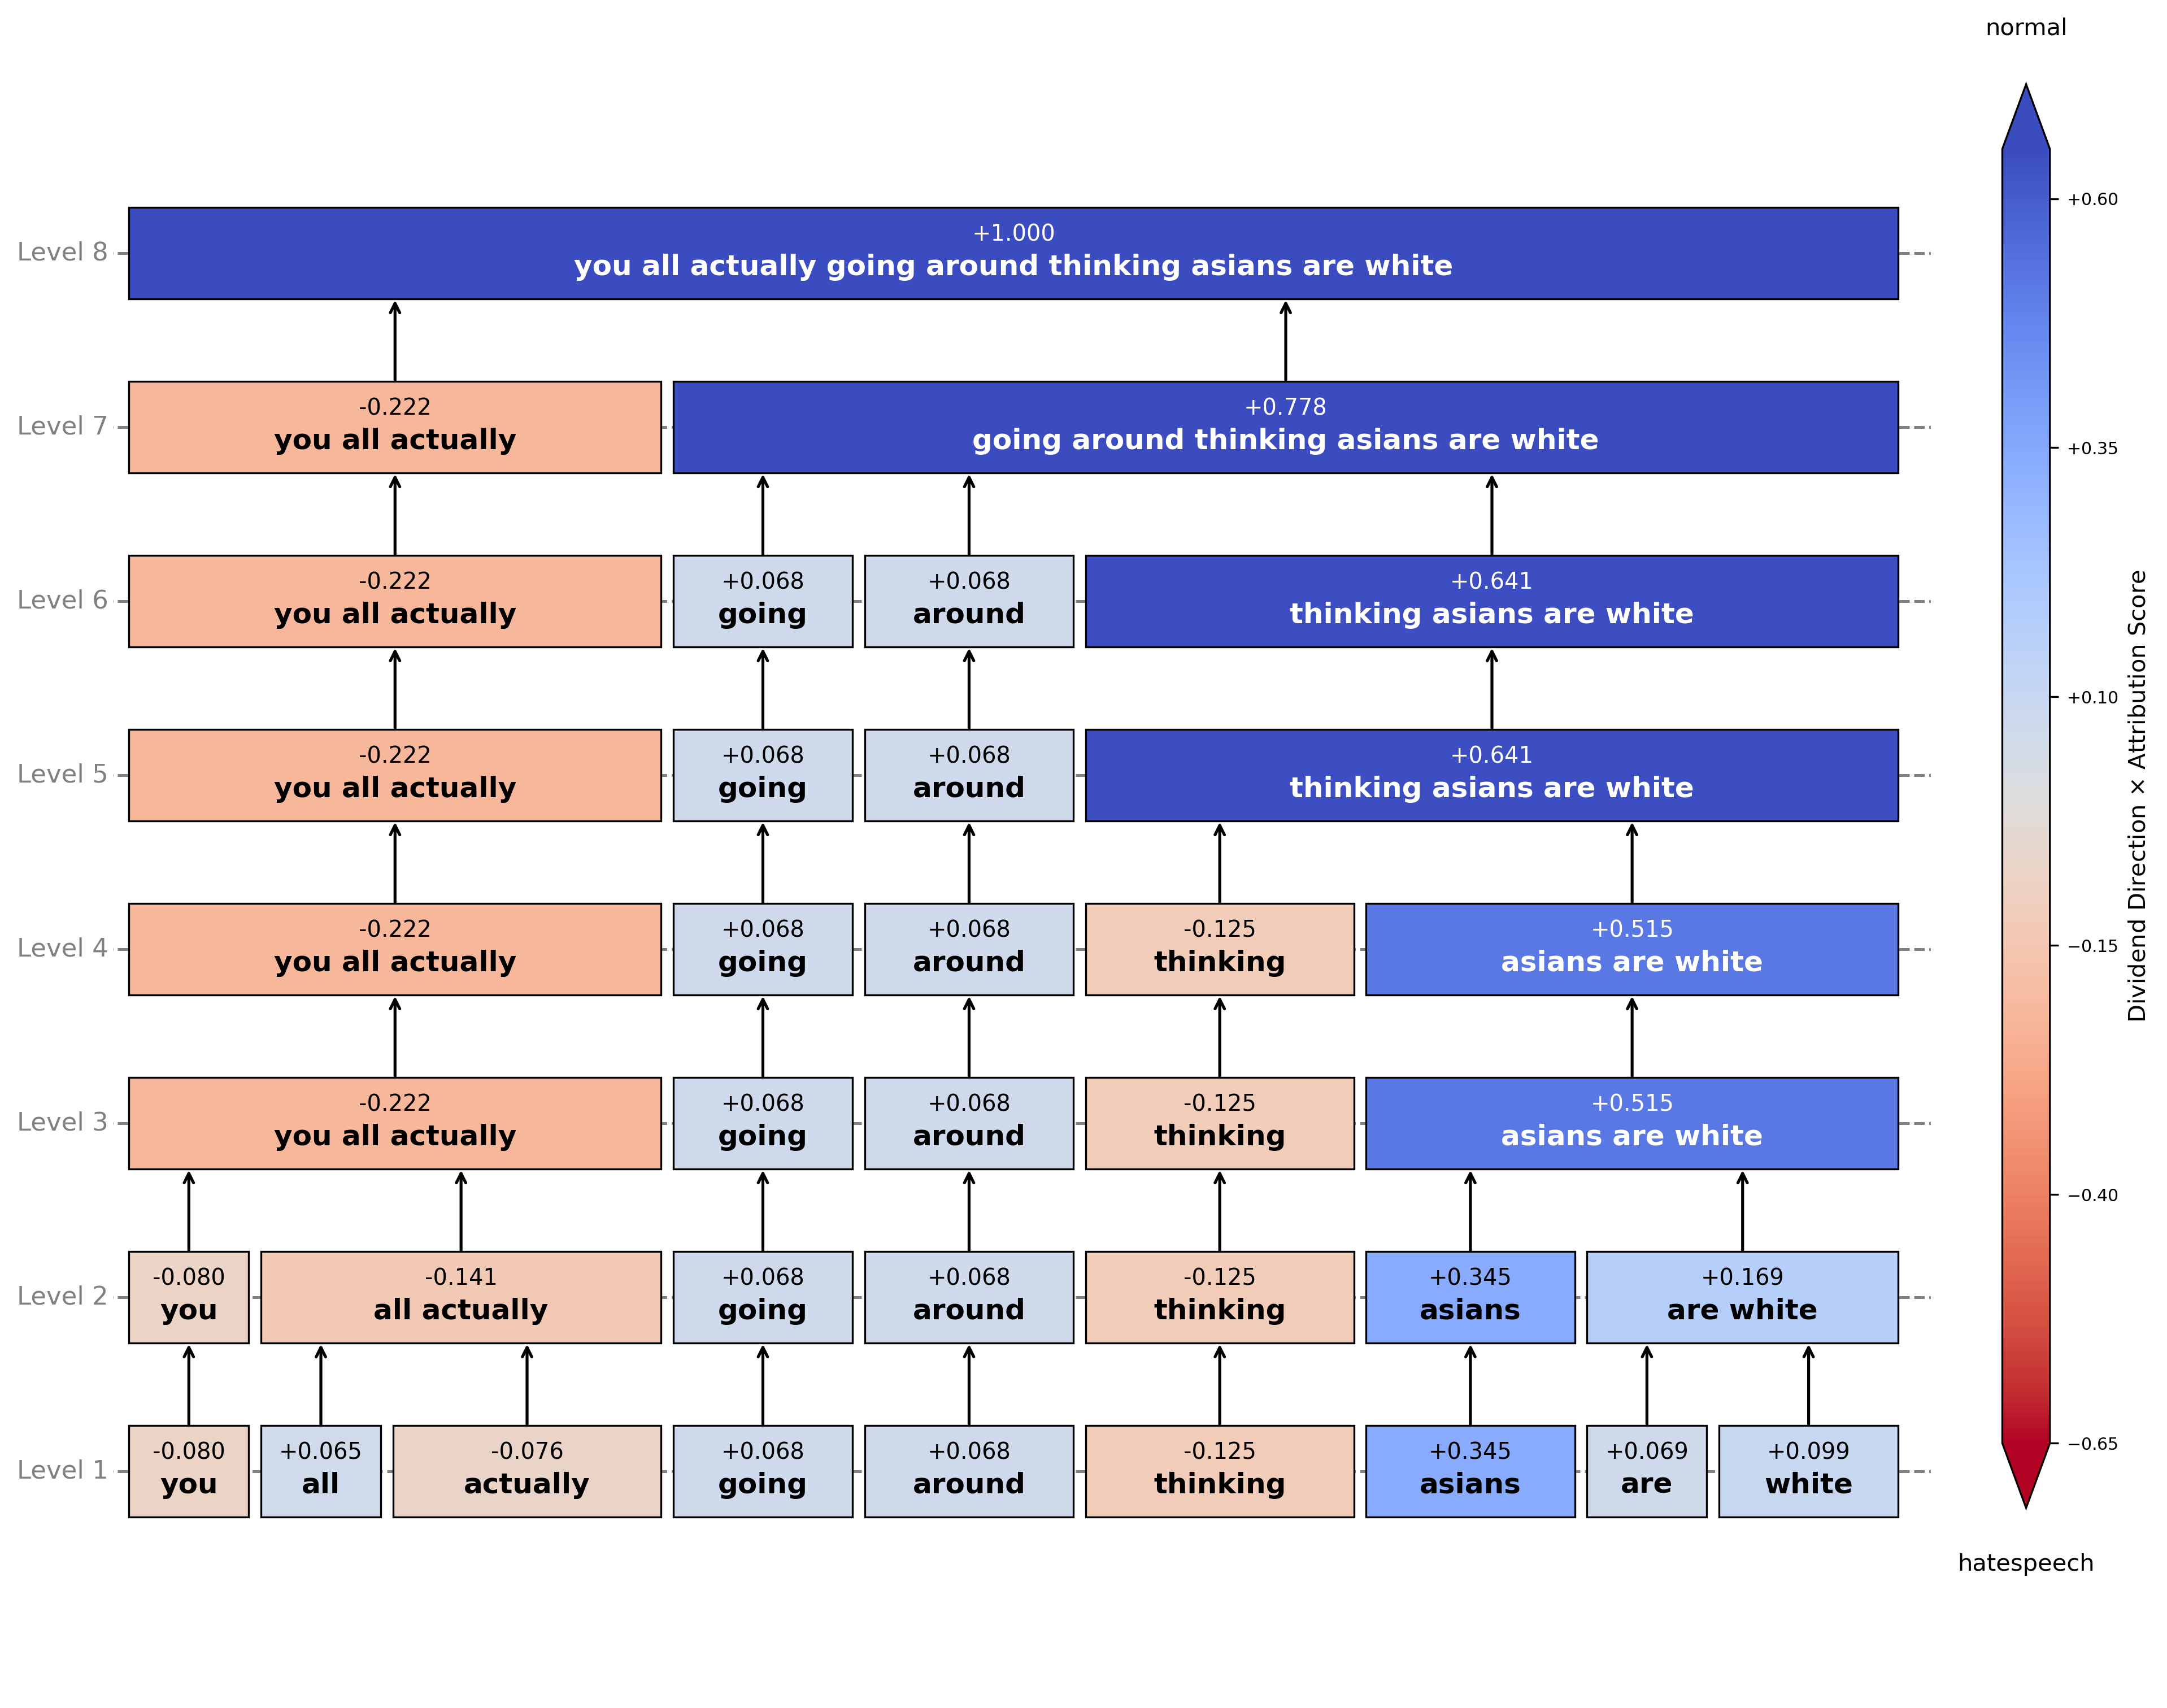 normal
Level 8
+1.000
you all actually going around thinking asians are white
Level 7
-0.222
you all actually
+0.778
going around thinking asians are white
Level 6
-0.222
you all actually
+0.068
going
+0.068
around
+0.641
thinking asians are white
Level 5
-0.222
you all actually
+0.068
going
+0.068
around
+0.641
thinking asians are white
Level 4
-0.222
you all actually
+0.068
going
+0.068
around
-0.125
thinking
+0.515
asians are white
Level 3
-0.222
you all actually
+0.068
going
+0.068
around
-0.125
thinking
+0.515
asians are white
Level 2
-0.080
you
-0.141
all actually
+0.068
going
+0.068
around
-0.125
thinking
+0.345
asians
+0.169
are white
Level 1
-0.080
you
+0.065
all
-0.076
actually
+0.068
going
+0.068
around
-0.125
thinking
+0.345
asians
+0.069
are
+0.099
white
+0.60
+0.35
+0.10
−0.15
−0.40
−0.65
Dividend Direction × Attribution Score
hatespeech